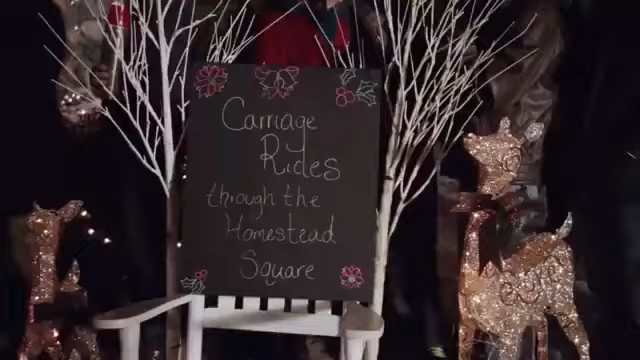 Carriage
Rides
through the
Homestead
Square